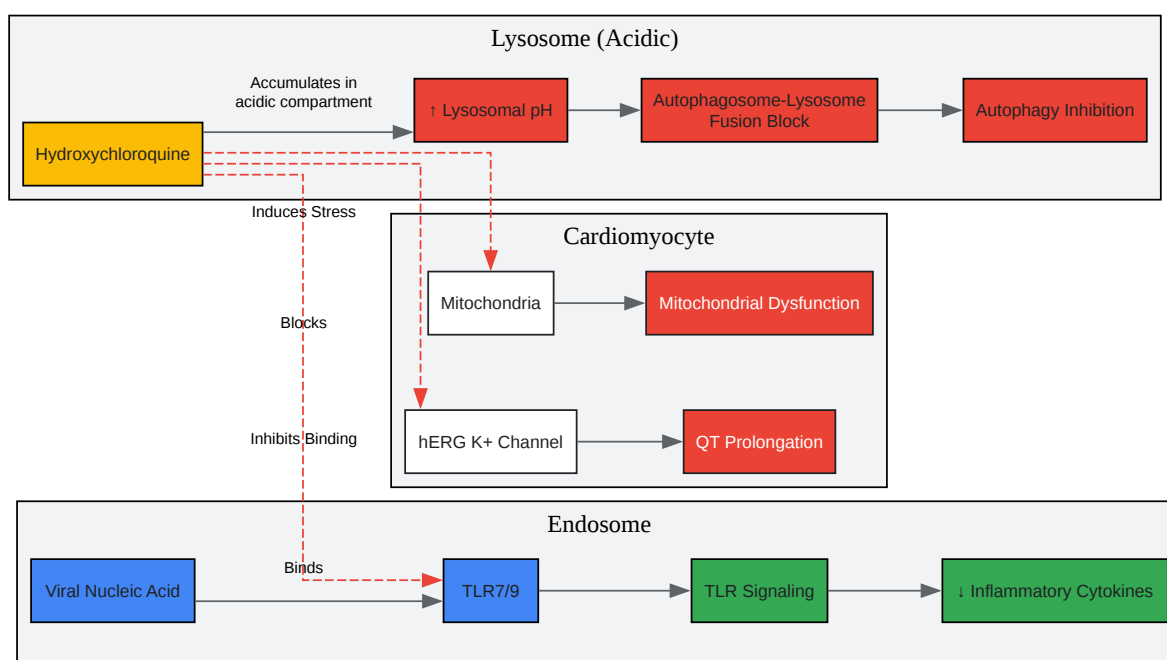 Lysosome (Acidic)
Accumulates in
acidic compartment
↑ Lysosomal pH
Autophagosome-Lysosome
Fusion Block
Autophagy Inhibition
Hydroxychloroquine
Induces Stress
Cardiomyocyte
Mitochondria
Mitochondrial Dysfunction
Blocks
hERG K+ Channel
QT Prolongation
Inhibits Binding
Endosome
Binds
Viral Nucleic Acid
TLR7/9
TLR Signaling
↓ Inflammatory Cytokines